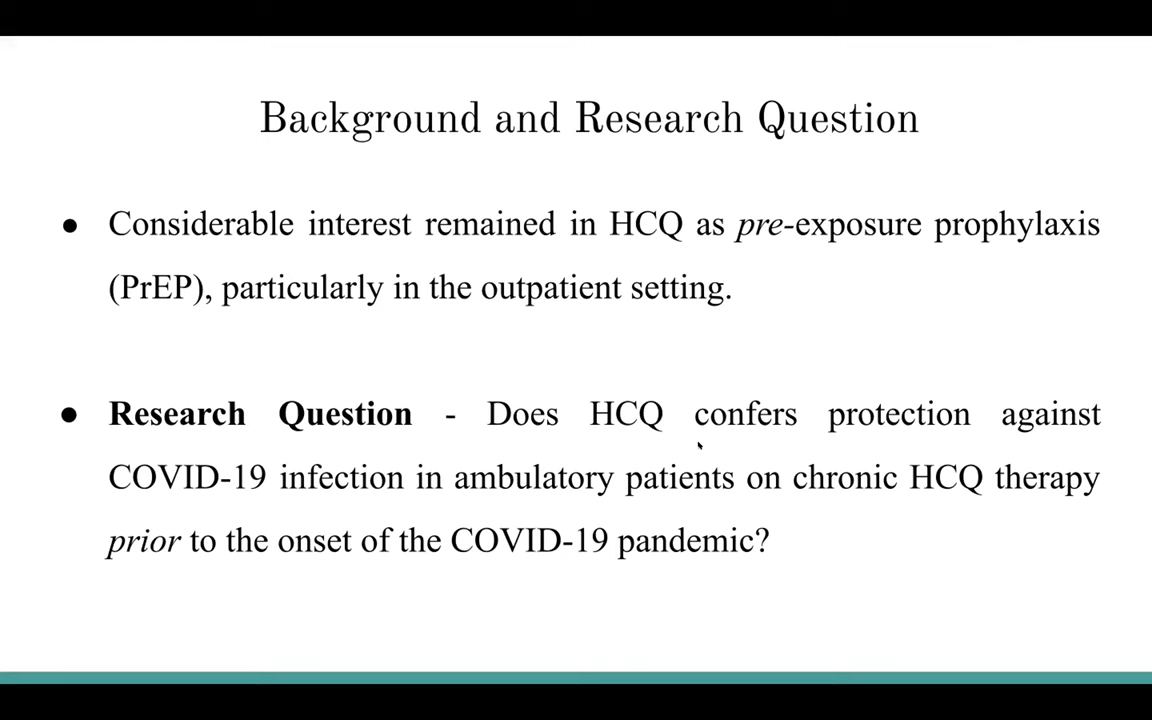 Background and Research Question
● Considerable interest remained in HCQ as pre-exposure prophylaxis
(PrEP), particularly in the outpatient setting.
● Research Question - Does HCQ confers protection against
COVID-19 infection in ambulatory patients on chronic HCQ therapy
prior to the onset of the COVID-19 pandemic?